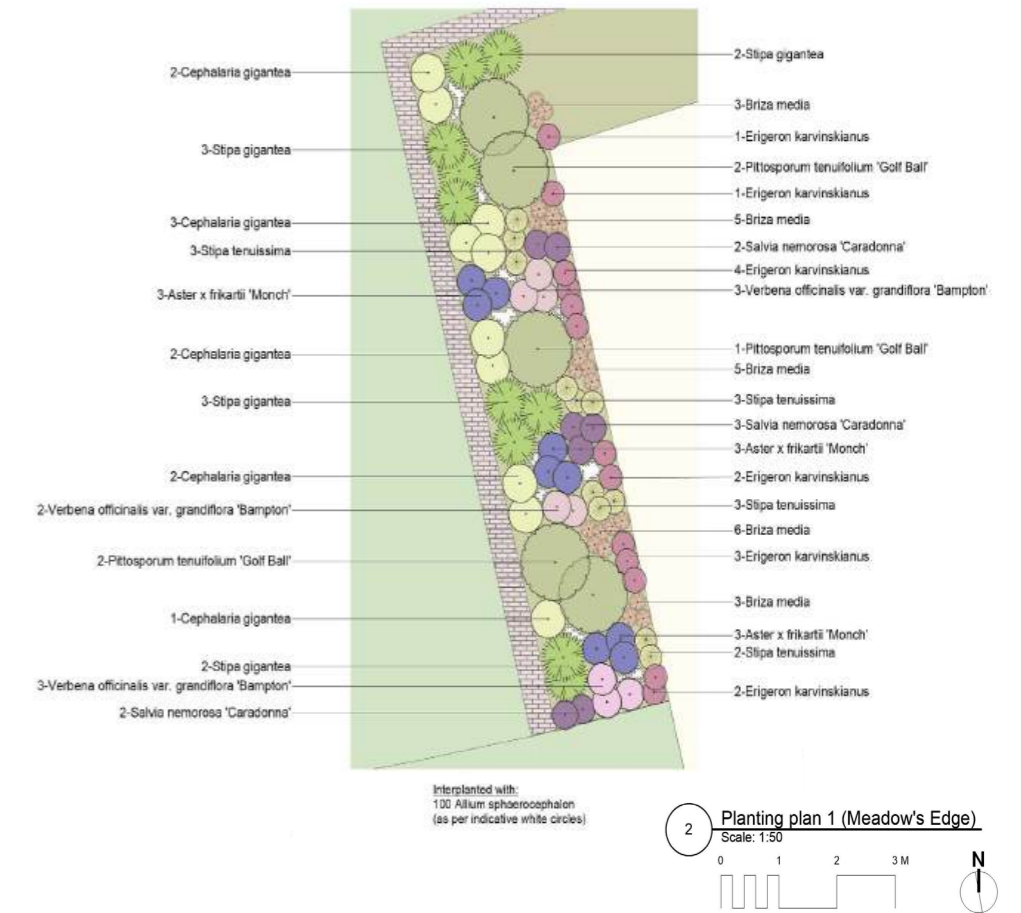 2-Cephalaria gigantea
3-Stipa gigantea
3-Cephalaria gigantea
3-Stipa tenuissima
3-Aster x frikartii 'Monch'
2-Cephalaria gigantea
3-Stipa gigantea
2-Cephalaria gigantea
2-Verbena officinalis var. grandiflora 'Bampton'
2-Pittosporum tenuifolium 'Golf Ball'
1-Cephalaria gigantea
2-Stipa gigantea
3-Verbena officinalis var. grandiflora 'Bampton'
2-Salvia nemorosa 'Caradonna'
2-Stipa gigantea
3-Briza media
1-Erigeron karvinskianus
2-Pittosporum tenuifolium 'Golf Ball'
1-Erigeron karvinskianus
5-Briza media
2-Salvia nemorosa 'Caradonna'
4-Erigeron karvinskianus
3-Verbena officinalis var. grandiflora 'Bampton'
1-Pittosporum tenuifolium 'Golf Ball'
5-Briza media
3-Stipa tenuissima
3-Salvia nemorosa 'Caradonna'
3-Aster x frikartii 'Monch'
2-Erigeron karvinskianus
3-Stipa tenuissima
6-Briza media
3-Erigeron karvinskianus
3-Briza media
3-Aster x frikartii 'Monch'
2-Stipa tenuissima
2-Erigeron karvinskianus
Interplanted with:
100 Allium sphaerocephalon
(as per indicative white circles)
2
Planting plan 1 (Meadow's Edge)
Scale: 1:50
0 1 2 3 M
N